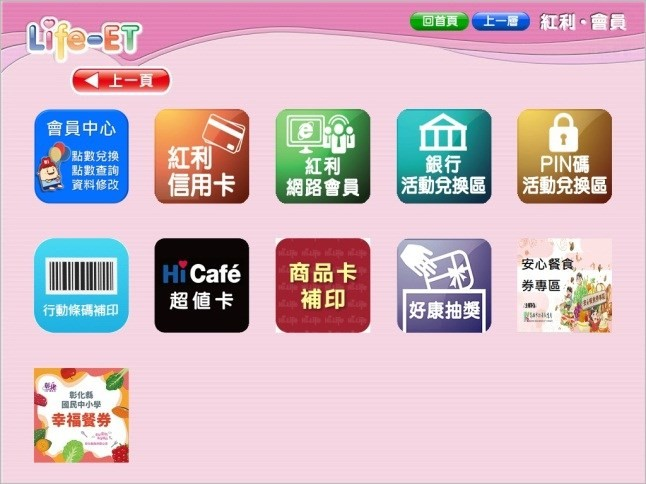 Life-ET
回首頁
上一層
紅利·會員
上一頁
會員中心
點數兌換
點數查詢
資料修改
紅利
信用卡
紅利
網路會員
銀行
活動兌換區
PIN碼
活動兌換區
行動條碼補印
Hi Café
超值卡
商品卡
補印
好康抽獎
安心餐食
券專區
彰化縣
國民中小學
幸福餐券